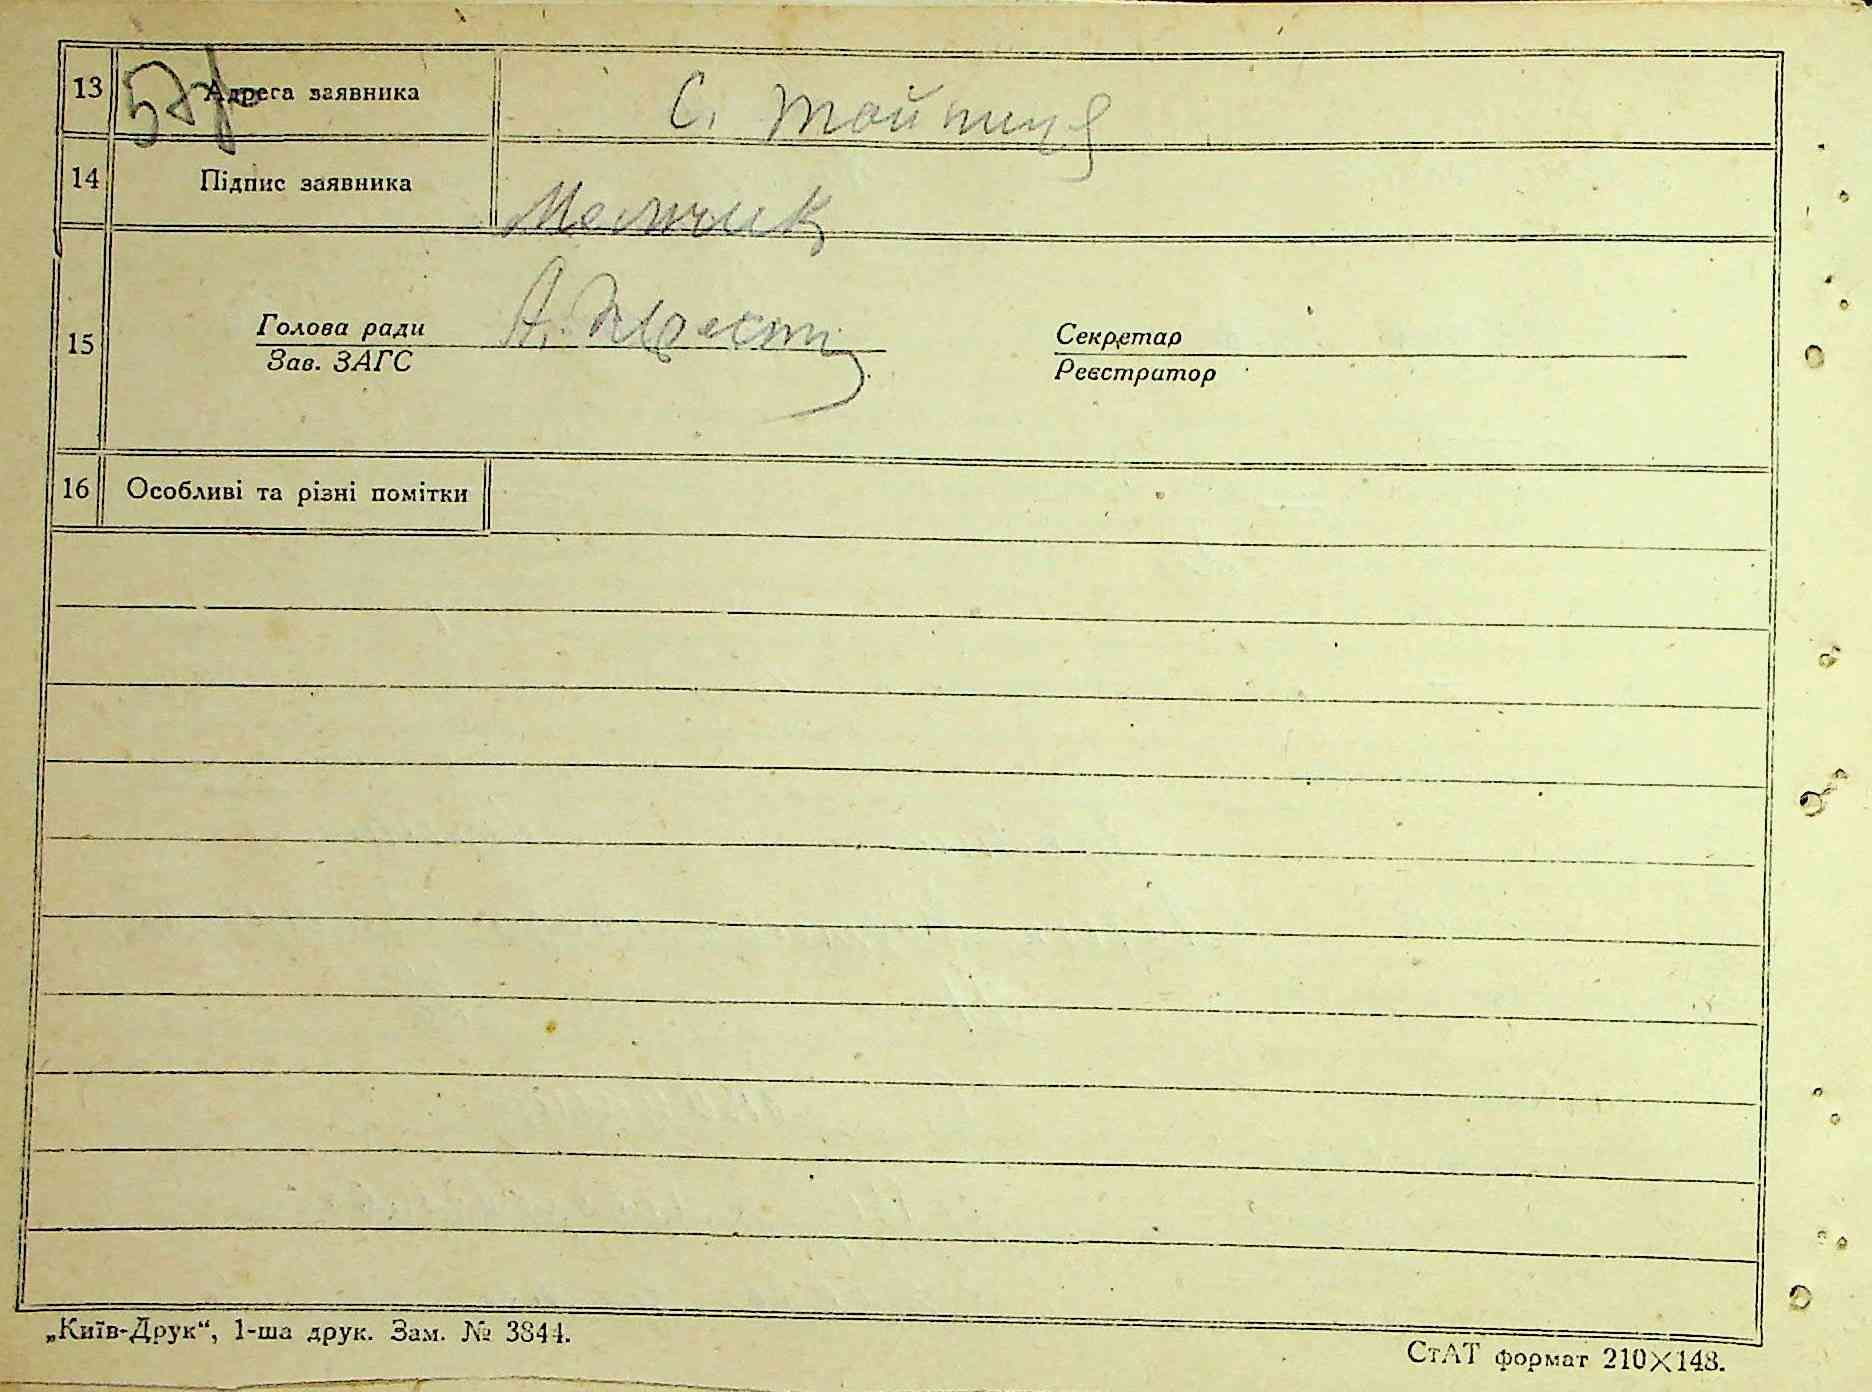 13 Адреса заявника С. Тойниця
14 Підпис заявника Мельник
15 Голова ради А. Секретар
Зав. ЗАГС Реєстратор
16 Особливі та різні помітки
„Київ-Друк“, 1-ша друк. Зам. № 3844.
СтАТ формат 210×148.